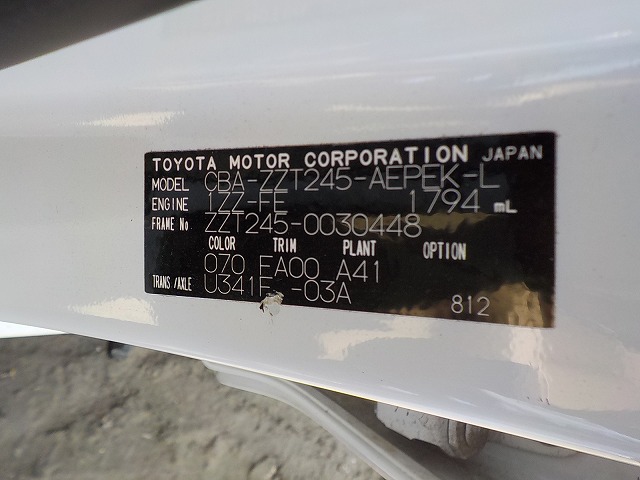 TOYOTA MOTOR CORPORATION JAPAN
MODEL CBA-ZZT245-AEPEK-L
ENGINE 1ZZ-FE 1794 mL
FRAME No. ZZT245-0030448
COLOR TRIM PLANT OPTION
070 FA00 A41
TRANS/AXLE U341E -03A
812